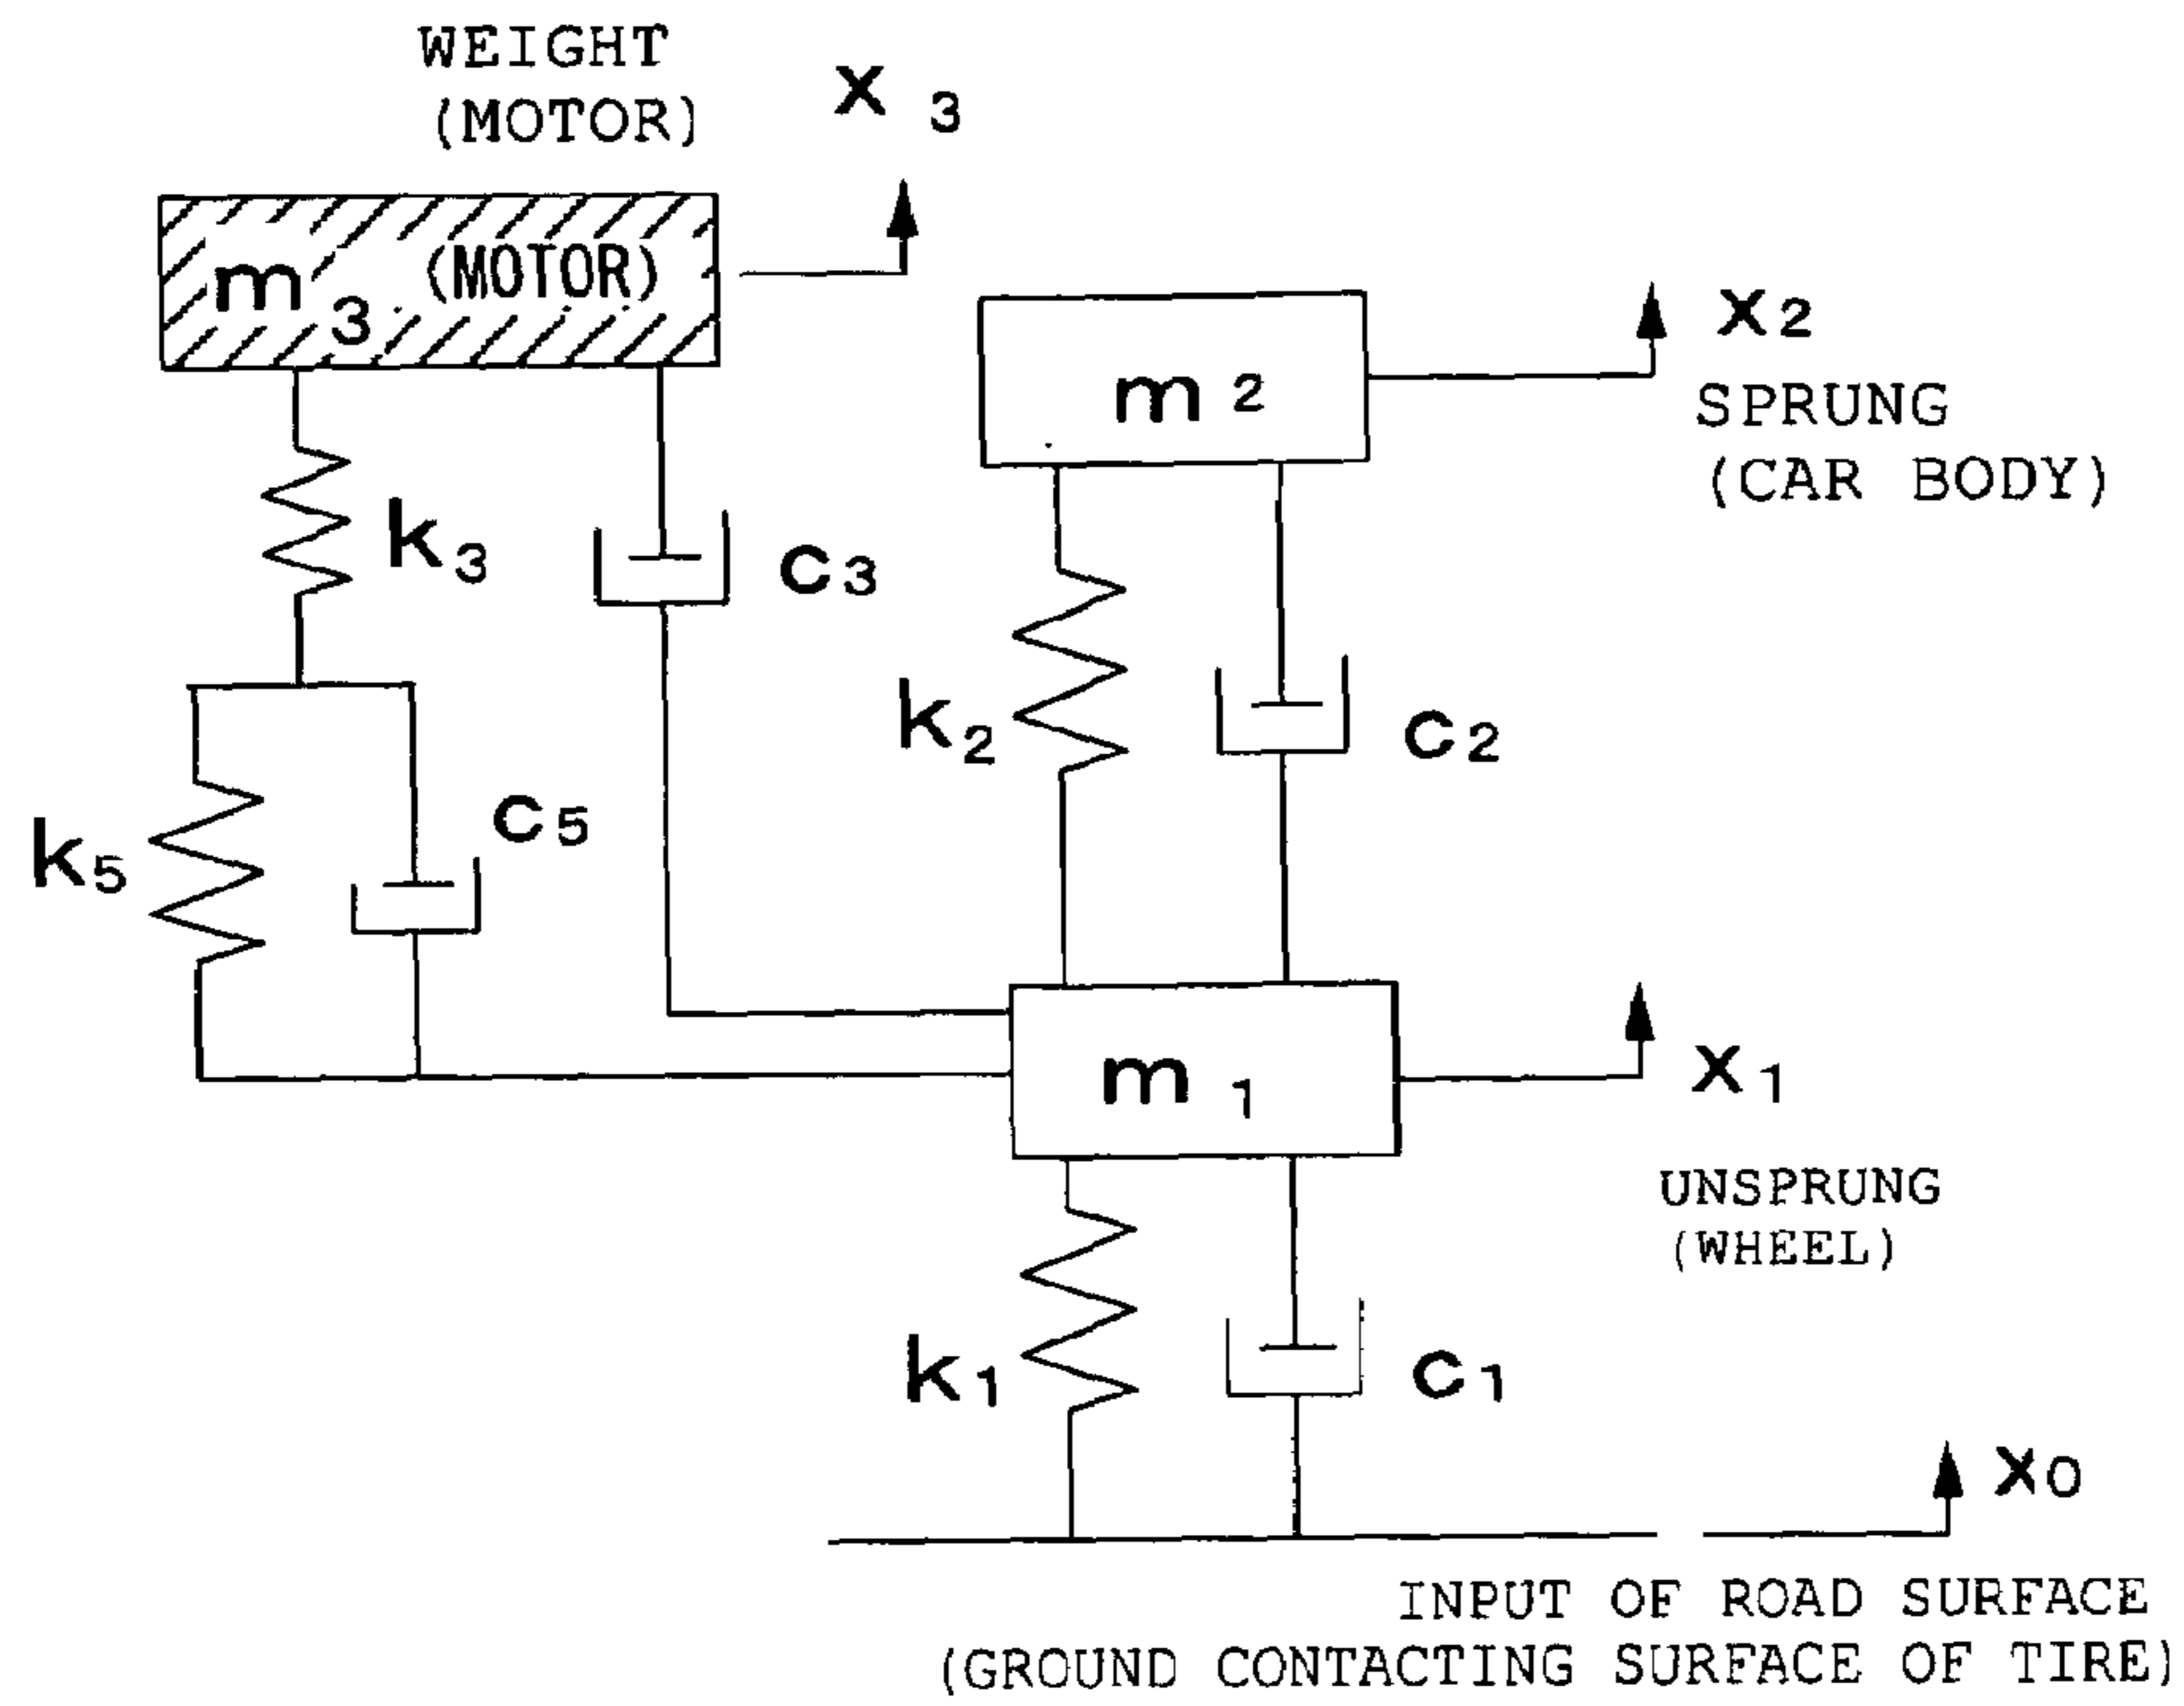 WEIGHT
(MOTOR)
x 3
m 3 (MOTOR)
x2
m 2
SPRUNG
(CAR BODY)
k3
c3
k2
c2
c5
k5
m 1
x1
UNSPRUNG
(WHEEL)
k1
c1
x0
INPUT OF ROAD SURFACE
(GROUND CONTACTING SURFACE OF TIRE)